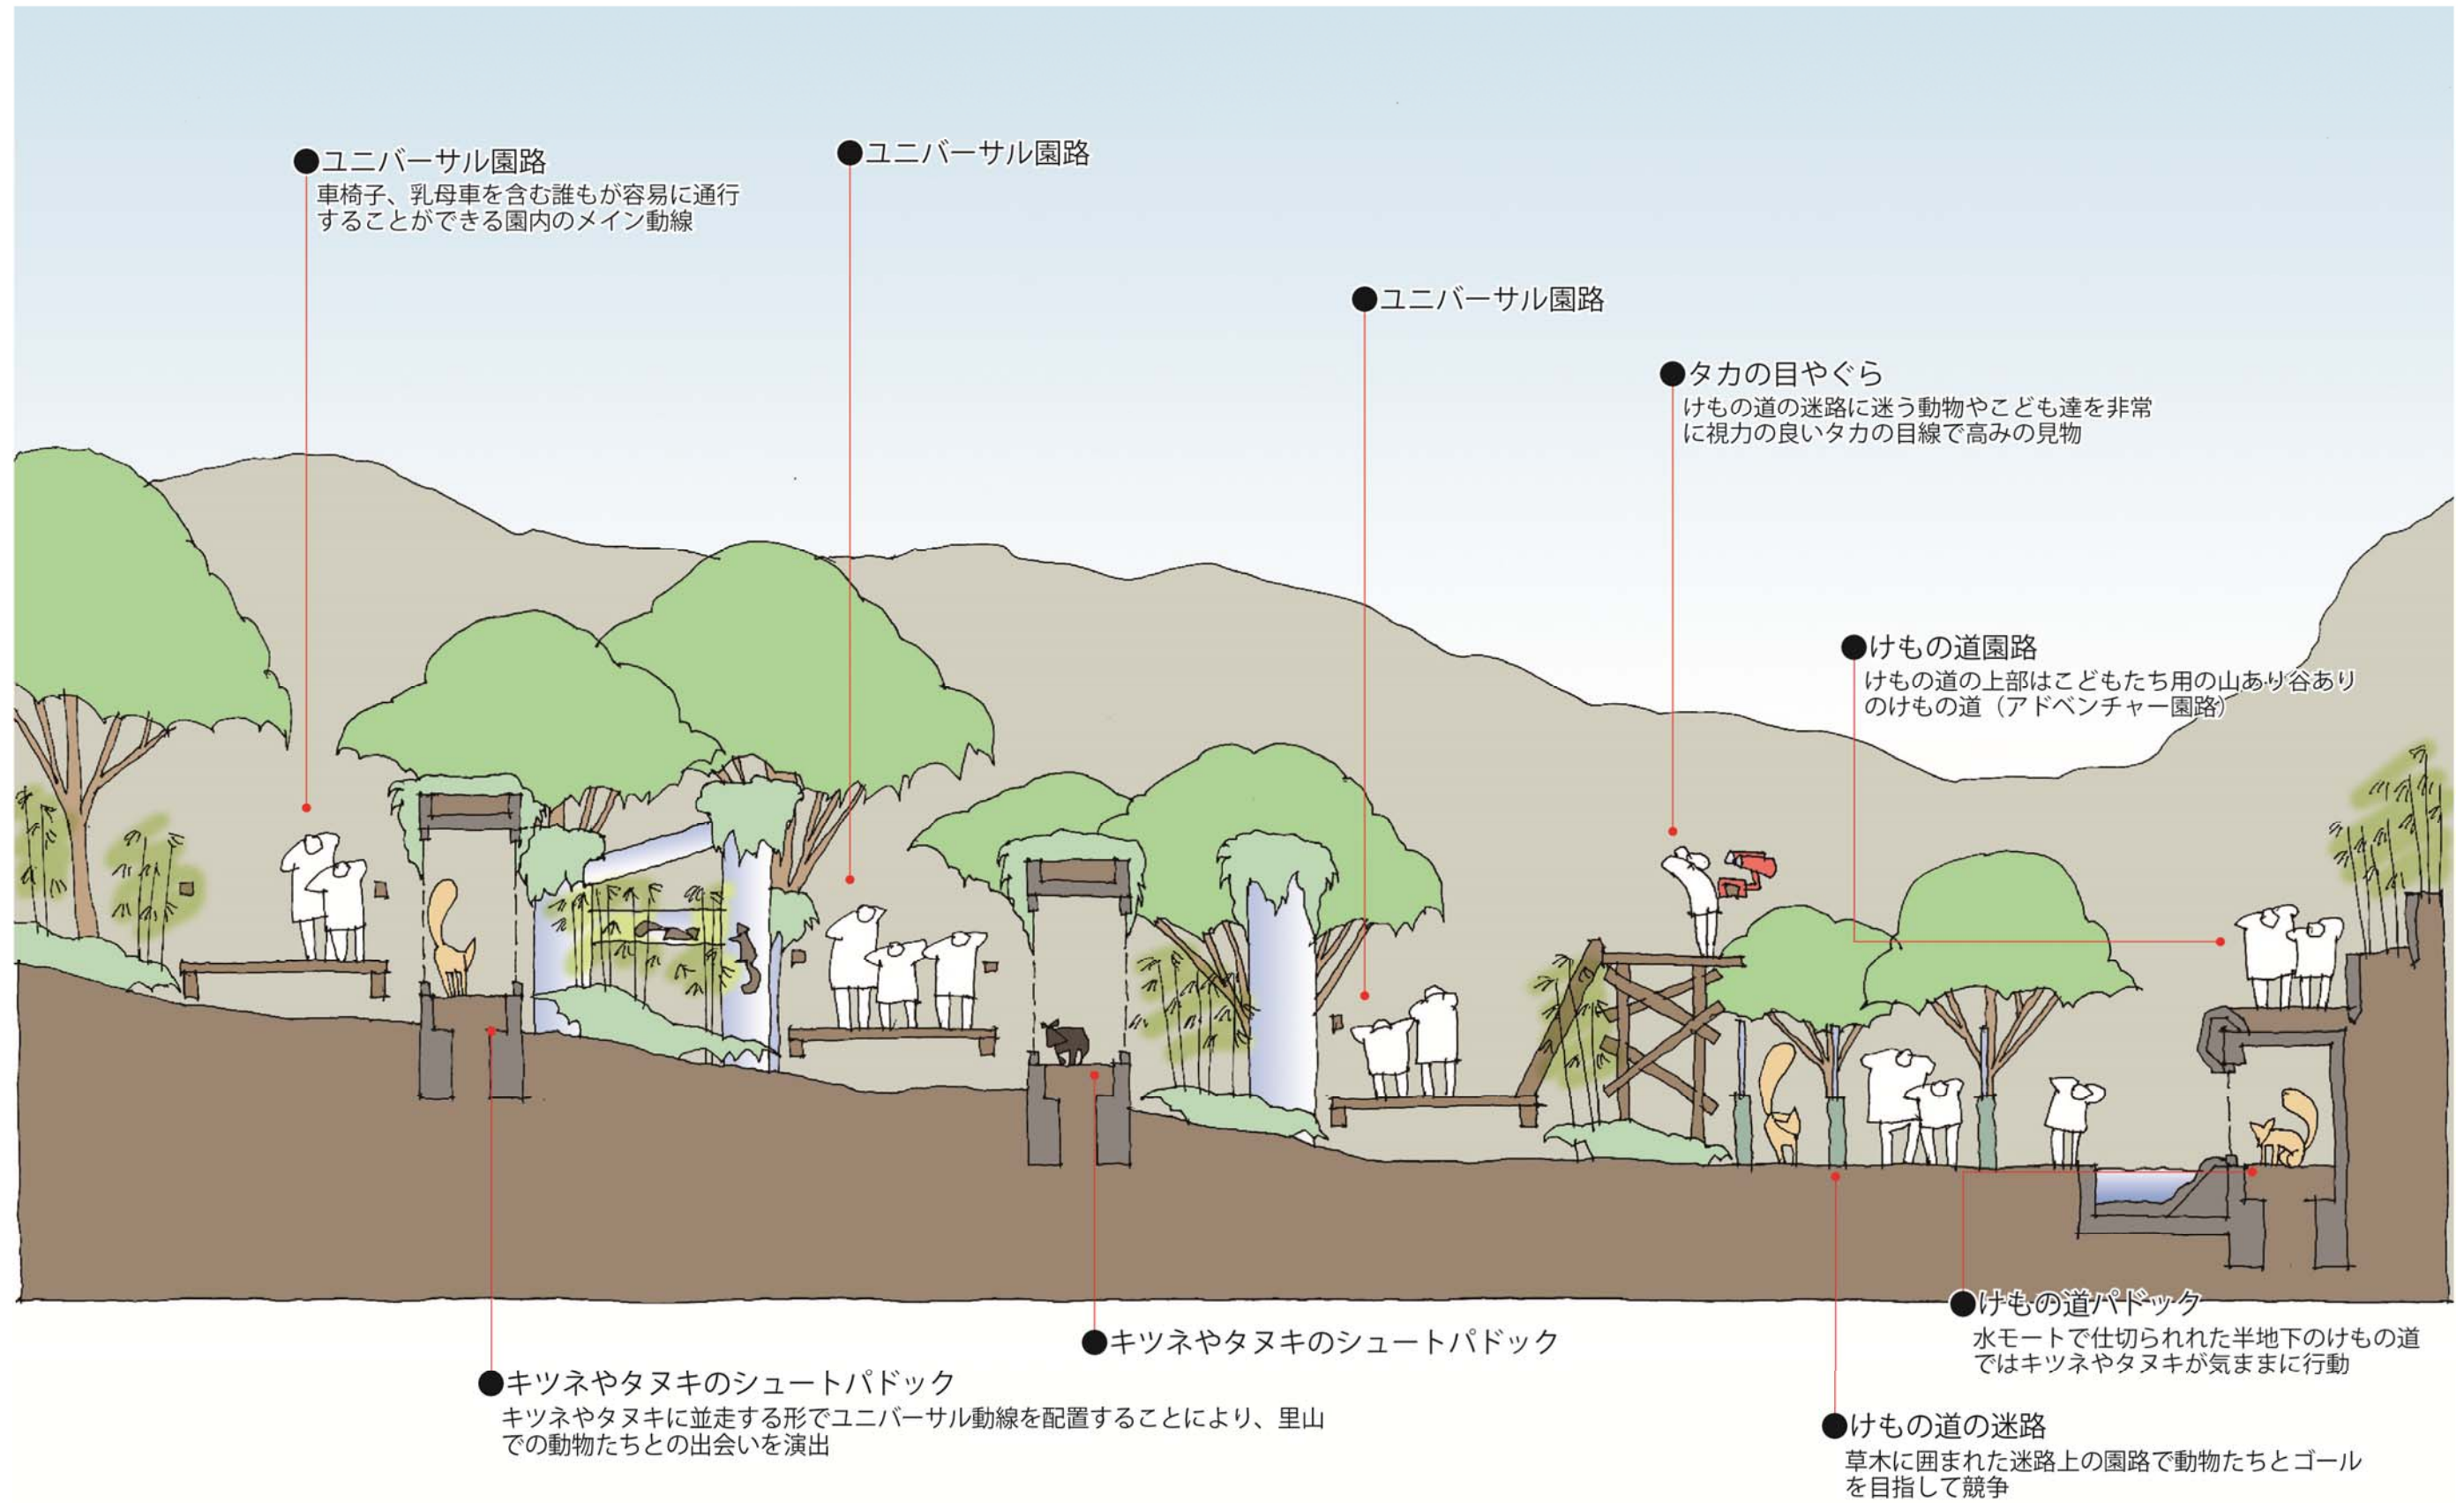 ●ユニバーサル園路
車椅子、乳母車を含む誰もが容易に通行
することができる園内のメイン動線
●ユニバーサル園路
●ユニバーサル園路
●タカの目やぐら
けもの道の迷路に迷う動物やこども達を非常
に視力の良いタカの目線で高みの見物
●けもの道園路
けもの道の上部はこどもたち用の山あり谷あり
のけもの道（アドベンチャー園路）
●キツネやタヌキのシュートパドック
キツネやタヌキに並走する形でユニバーサル動線を配置することにより、里山
での動物たちとの出会いを演出
●キツネやタヌキのシュートパドック
●けもの道パドック
水モートで仕切られれた半地下のけもの道
ではキツネやタヌキが気ままに行動
●けもの道の迷路
草木に囲まれた迷路上の園路で動物たちとゴール
を目指して競争